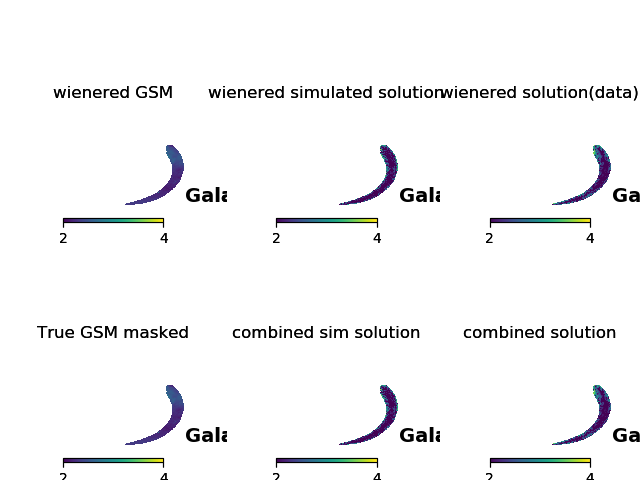 wienered GSM
wienered simulated solution
wienered solution(data)
Gala
Gala
Ga
2 4
2 4
2 4
True GSM masked
combined sim solution
combined solution
Gala
Gala
Ga
2 4
2 4
2 4